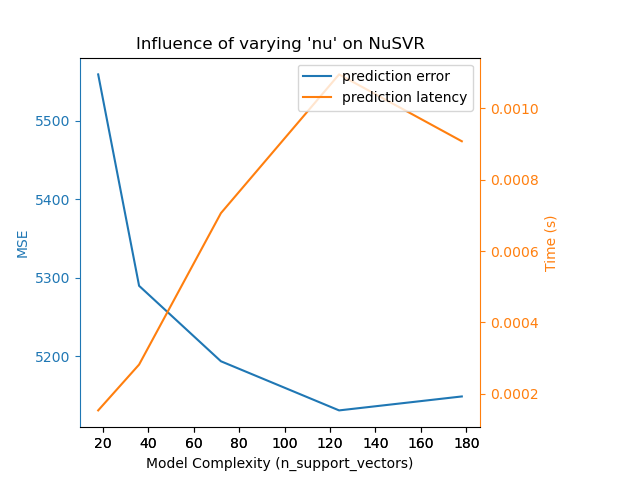 Influence of varying 'nu' on NuSVR
prediction error
prediction latency
MSE
5500
5400
5300
5200
0.0010
0.0008
0.0006
0.0004
0.0002
Time (s)
20 40 60 80 100 120 140 160 180
Model Complexity (n_support_vectors)